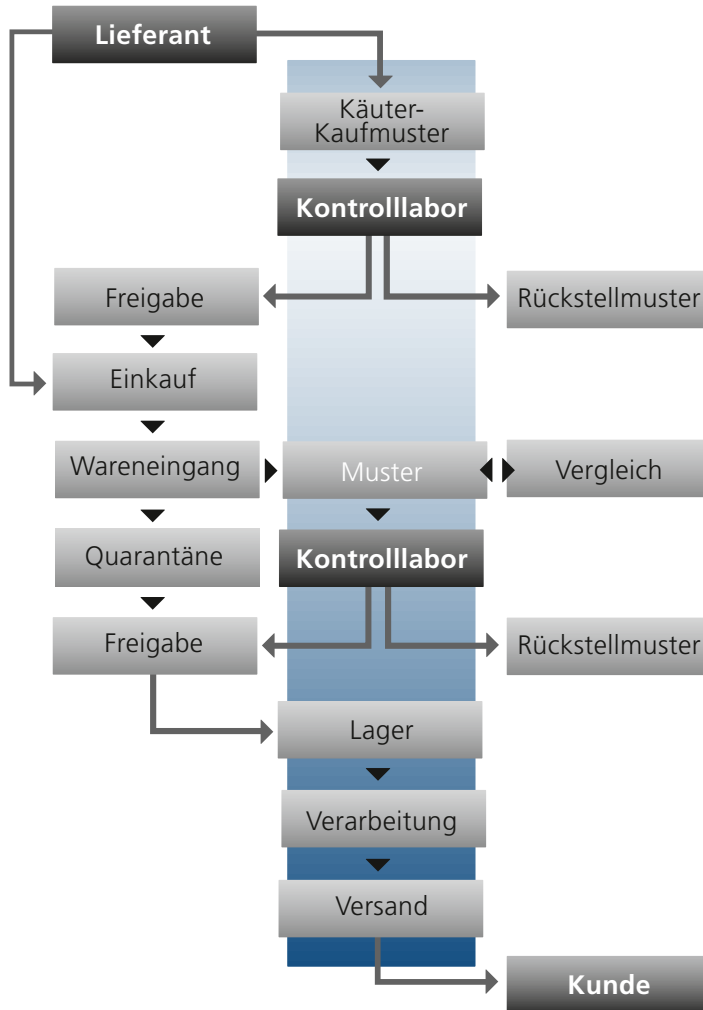 Lieferant
Käuter-
Kaufmuster
Kontrolllabor
Freigabe
Rückstellmuster
Einkauf
Wareneingang
Muster
Vergleich
Quarantäne
Kontrolllabor
Freigabe
Rückstellmuster
Lager
Verarbeitung
Versand
Kunde